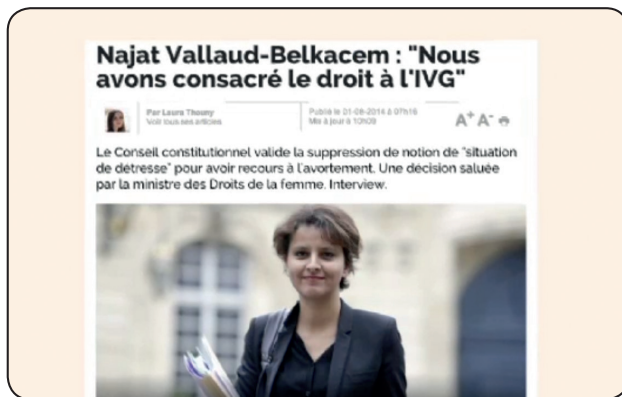 Najat Vallaud-Belkacem : "Nous
avons consacré le droit à l'IVG"
Par Laura Thouny
Voir tous ses articles
Publié le 01-08-2014 à 07h16
Mis à jour à 10h09
A+ A-
Le Conseil constitutionnel valide la suppression de notion de "situation
de détresse" pour avoir recours à l'avortement. Une décision saluée
par la ministre des Droits de la femme. Interview.